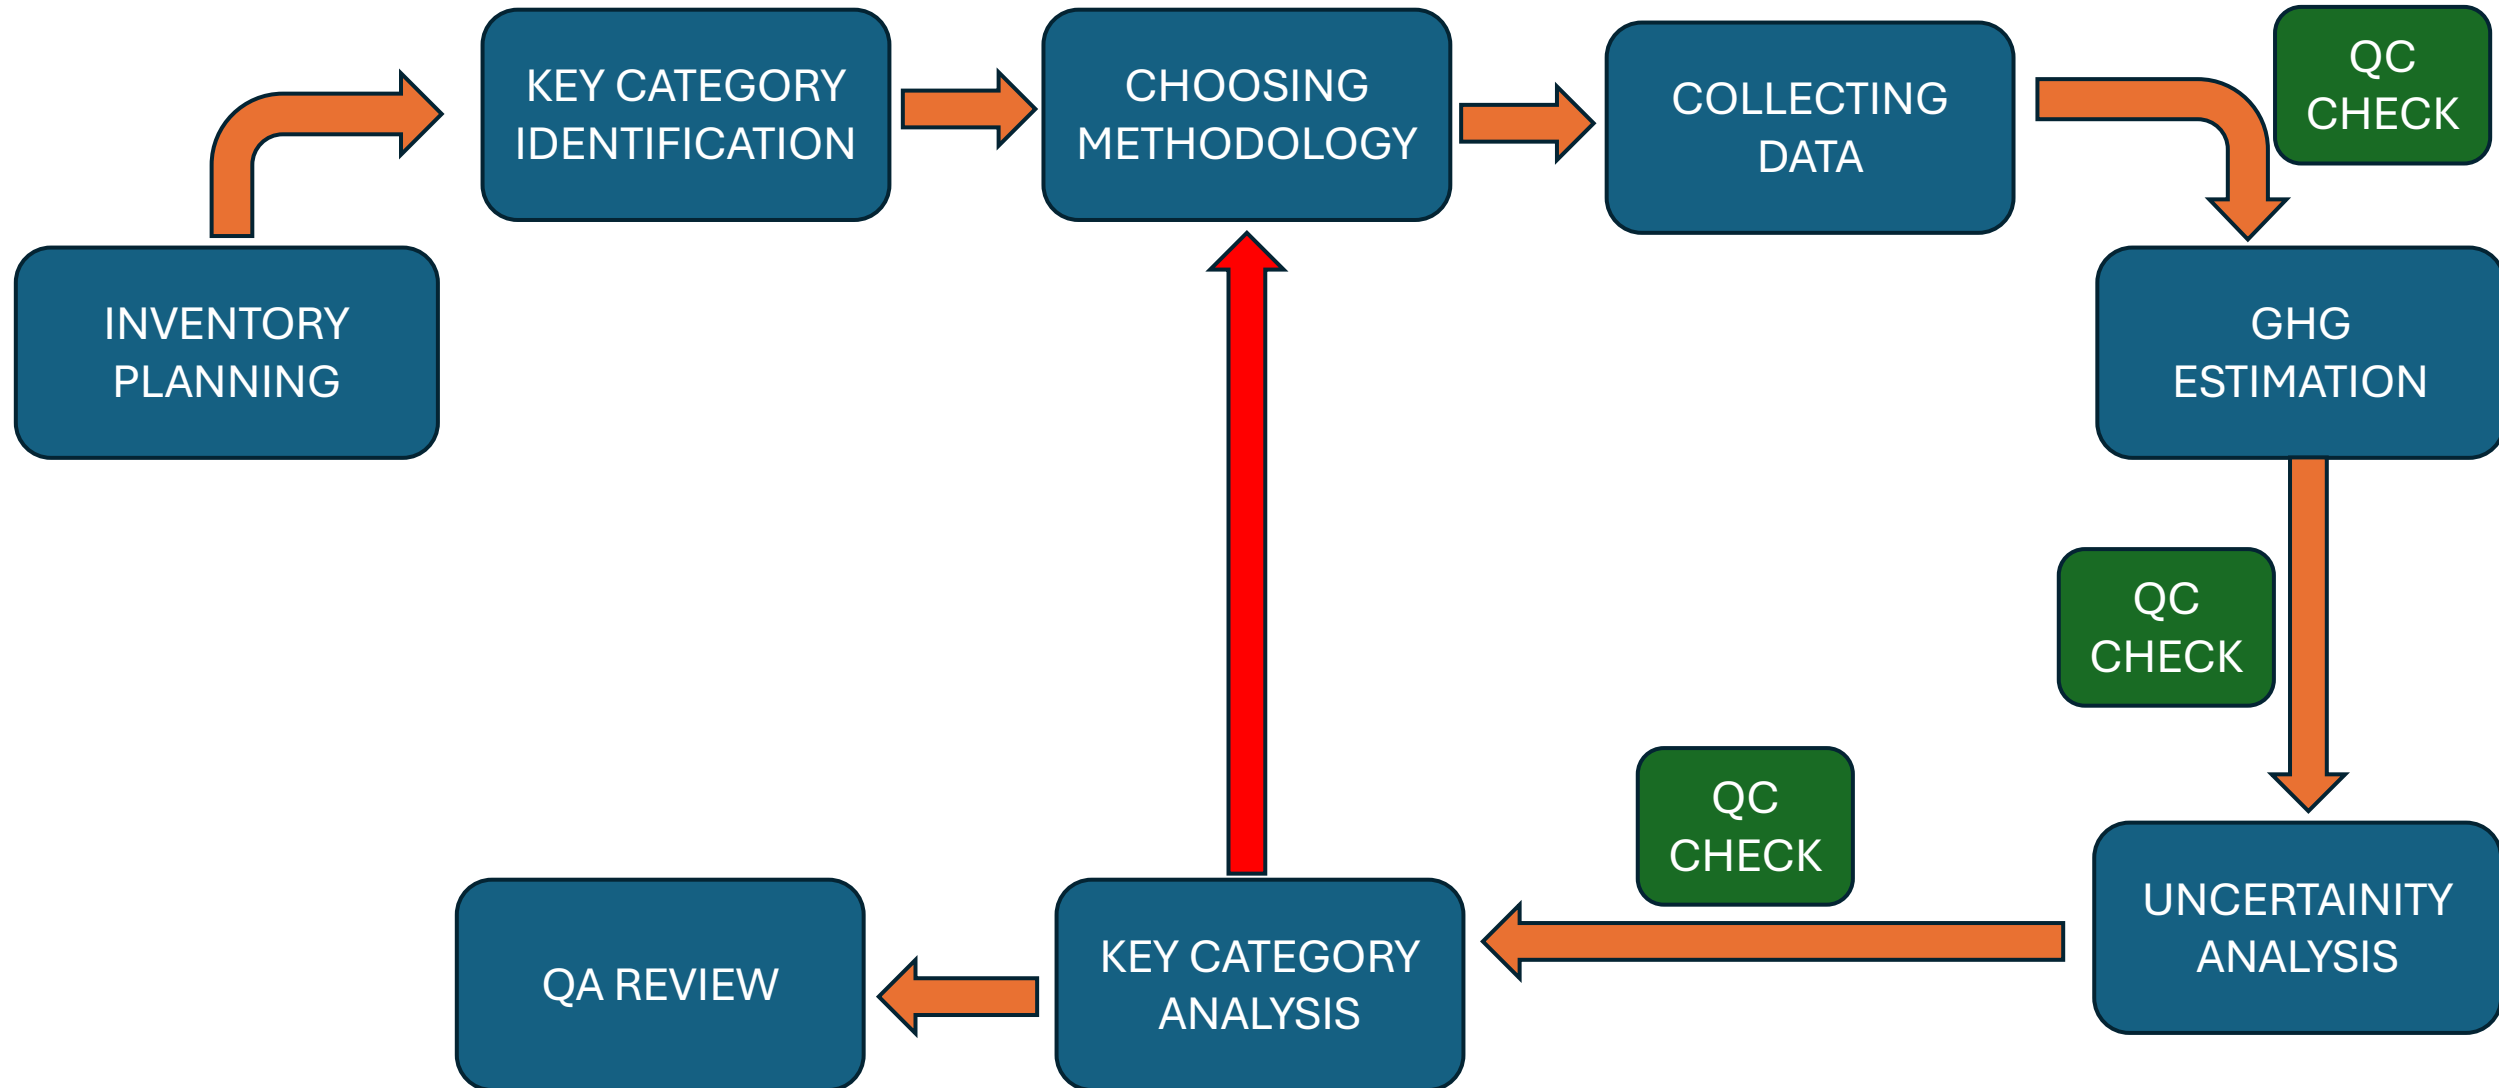 INVENTORY
PLANNING
KEY CATEGORY
IDENTIFICATION
CHOOSING
METHODOLOGY
COLLECTING
DATA
QC
CHECK
GHG
ESTIMATION
QC
CHECK
UNCERTAINITY
ANALYSIS
QC
CHECK
KEY CATEGORY
ANALYSIS
QA REVIEW